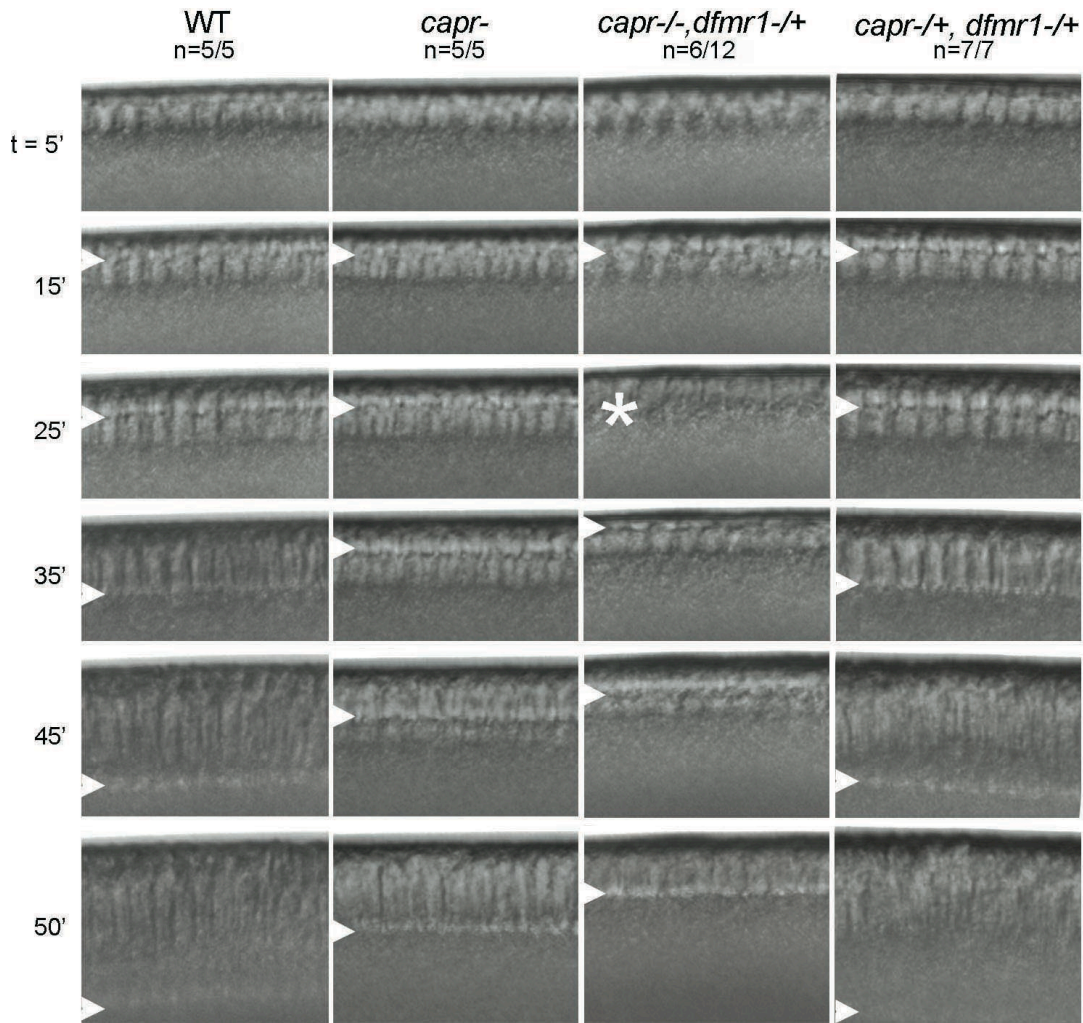 WT
n=5/5
capr-
n=5/5
capr-/-,dfmr1-/+
n=6/12
capr-/+, dfmr1-/+
n=7/7
t = 5’
15’
25’
*
35’
45’
50’